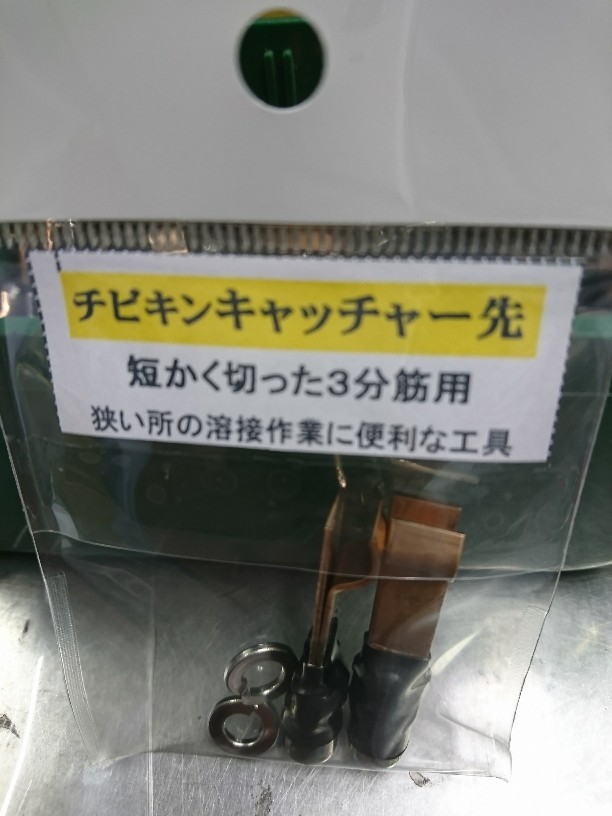 チビキンキャッチャー先
短かく切った3分筋用
狭い所の溶接作業に便利な工具